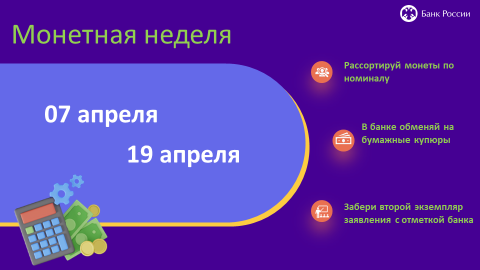 Банк России
Монетная неделя
07 апреля
19 апреля
Рассортируй монеты по
номиналу
В банке обменяй на
бумажные купюры
Забери второй экземпляр
заявления с отметкой банка